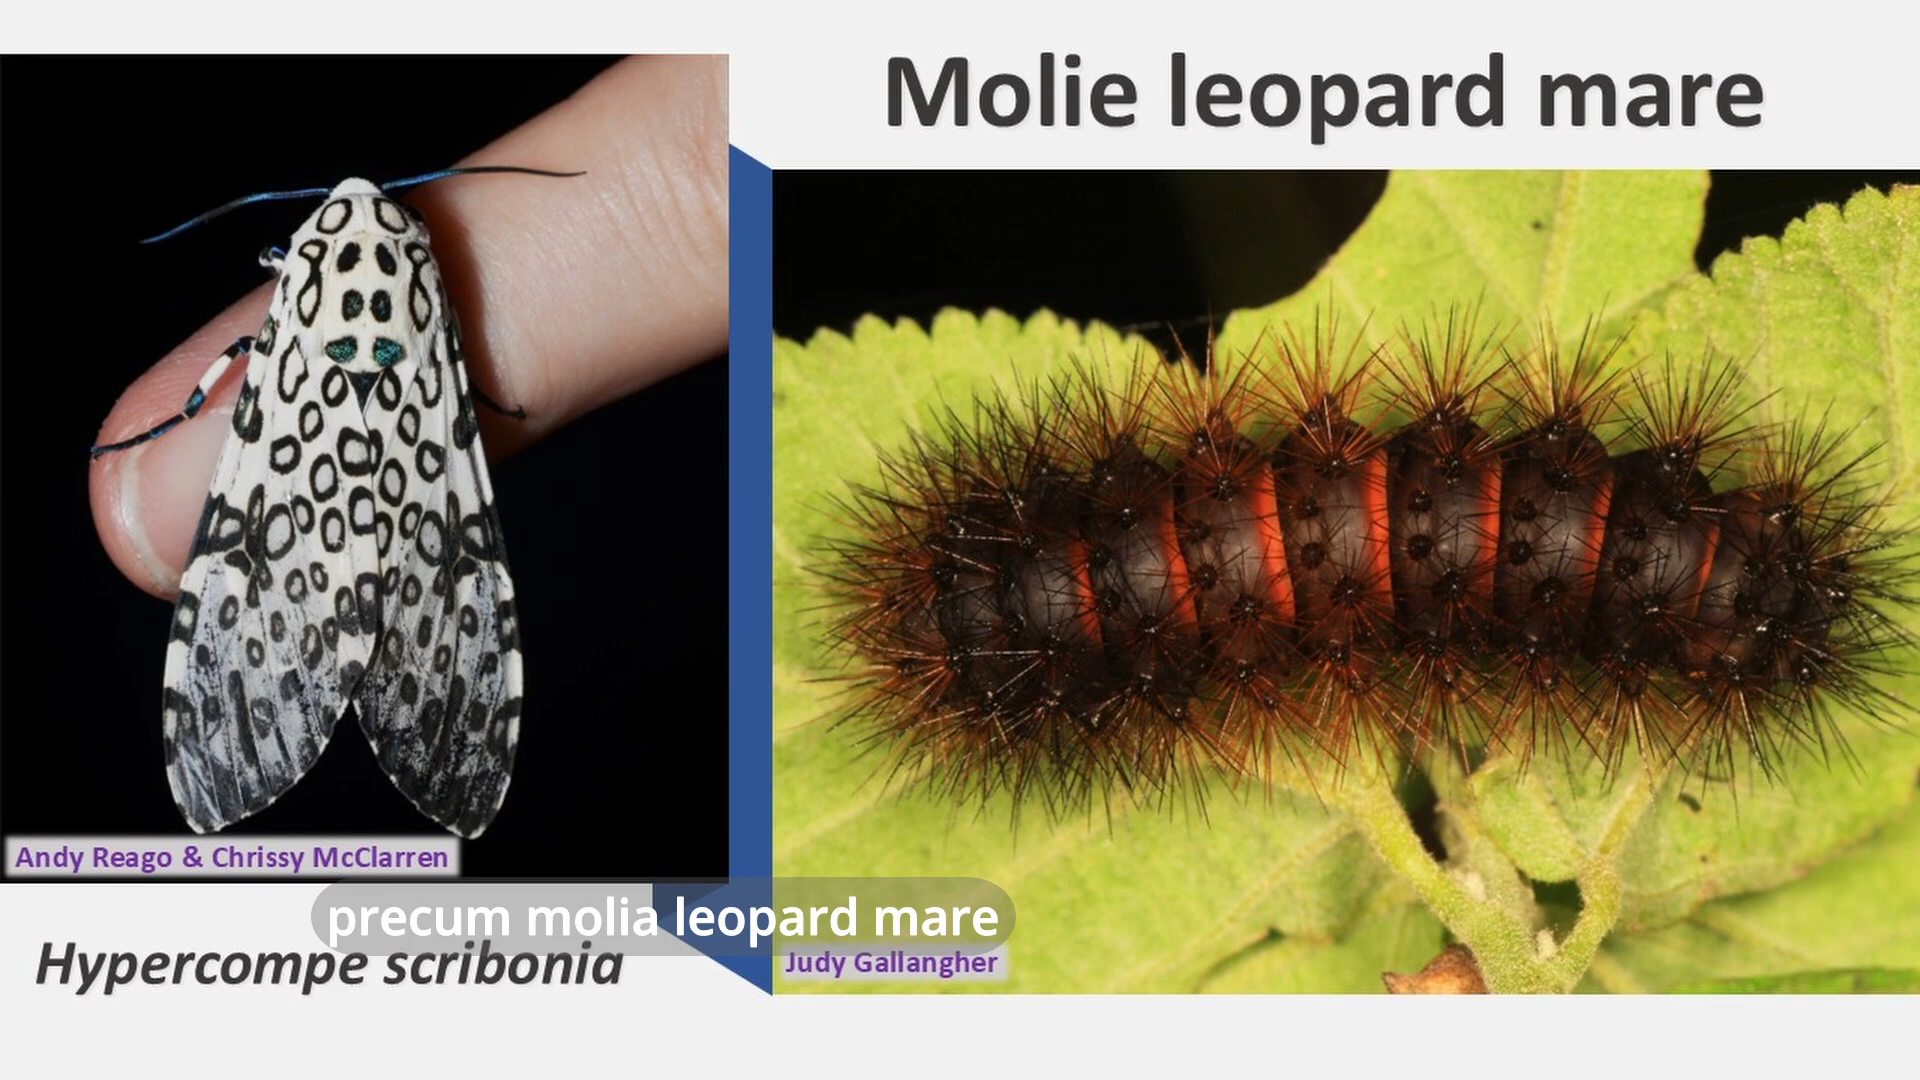 Molie leopard mare
Andy Reago & Chrissy McClarren
precum molia leopard mare
Hypercompe scribonia
Judy Gallangher